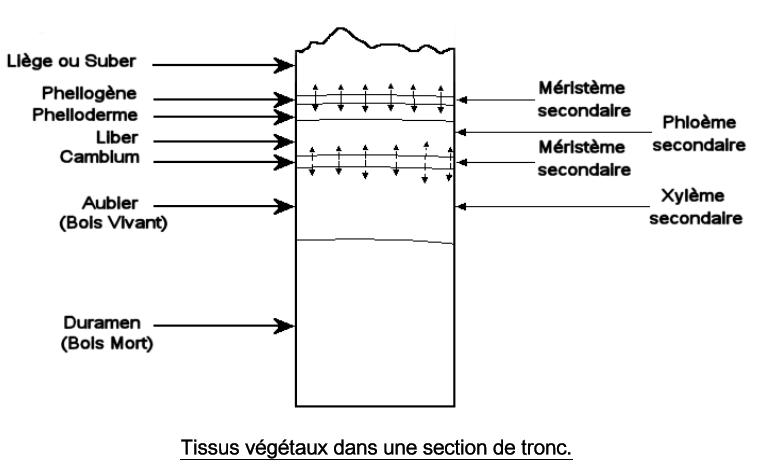 Liège ou Suber
Phellogène
Phelloderme
Liber
Cambium
Aubier
(Bois Vivant)
Duramen
(Bois Mort)
Méristème
secondaire
Phloème
secondaire
Méristème
secondaire
Xylème
secondaire
Tissus végétaux dans une section de tronc.